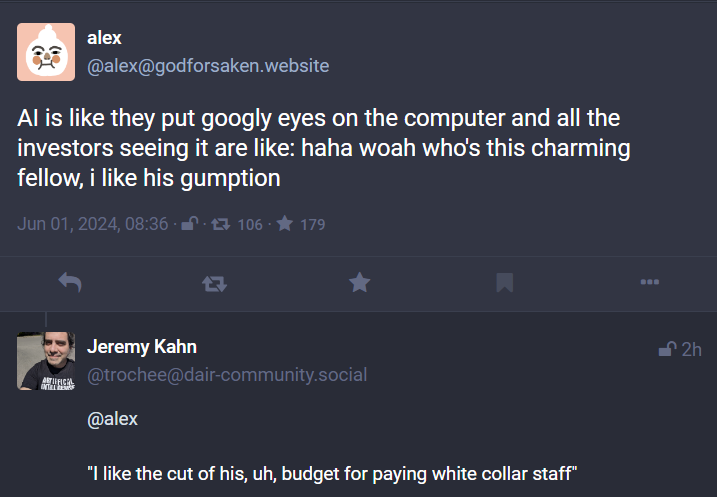 alex
@alex@godforsaken.website
AI is like they put googly eyes on the computer and all the
investors seeing it are like: haha woah who's this charming
fellow, i like his gumption
Jun 01, 2024, 08:36 · · 106 · 179
Jeremy Kahn
2h
@trochee@dair-community.social
@alex
"I like the cut of his, uh, budget for paying white collar staff"